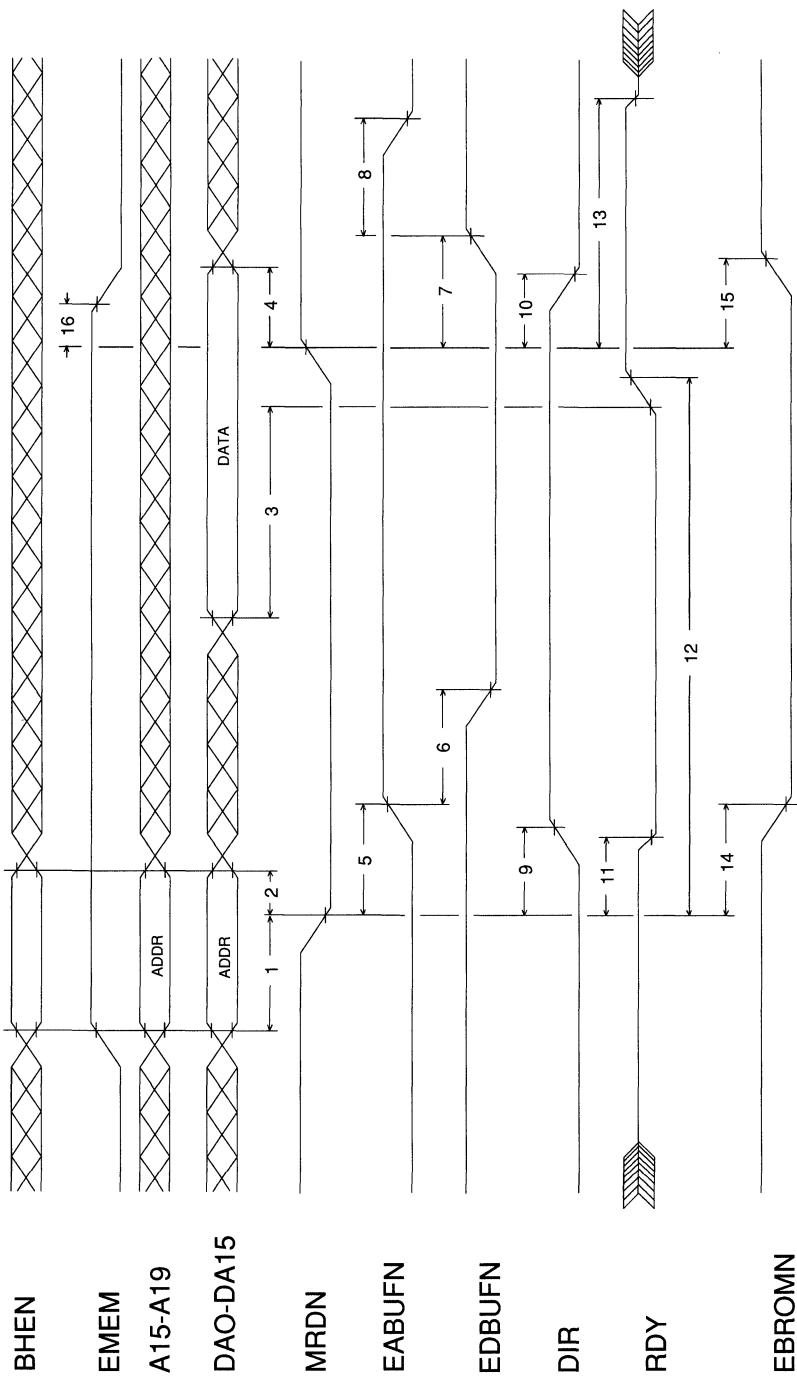 BHEN
EMEM
16
A15-A19
ADDR
DAO-DA15
ADDR
DATA
1
2
3
4
MRDN
EABUFN
5
8
EDBUFN
6
7
DIR
9
10
RDY
11
13
12
EBROMN
14
15